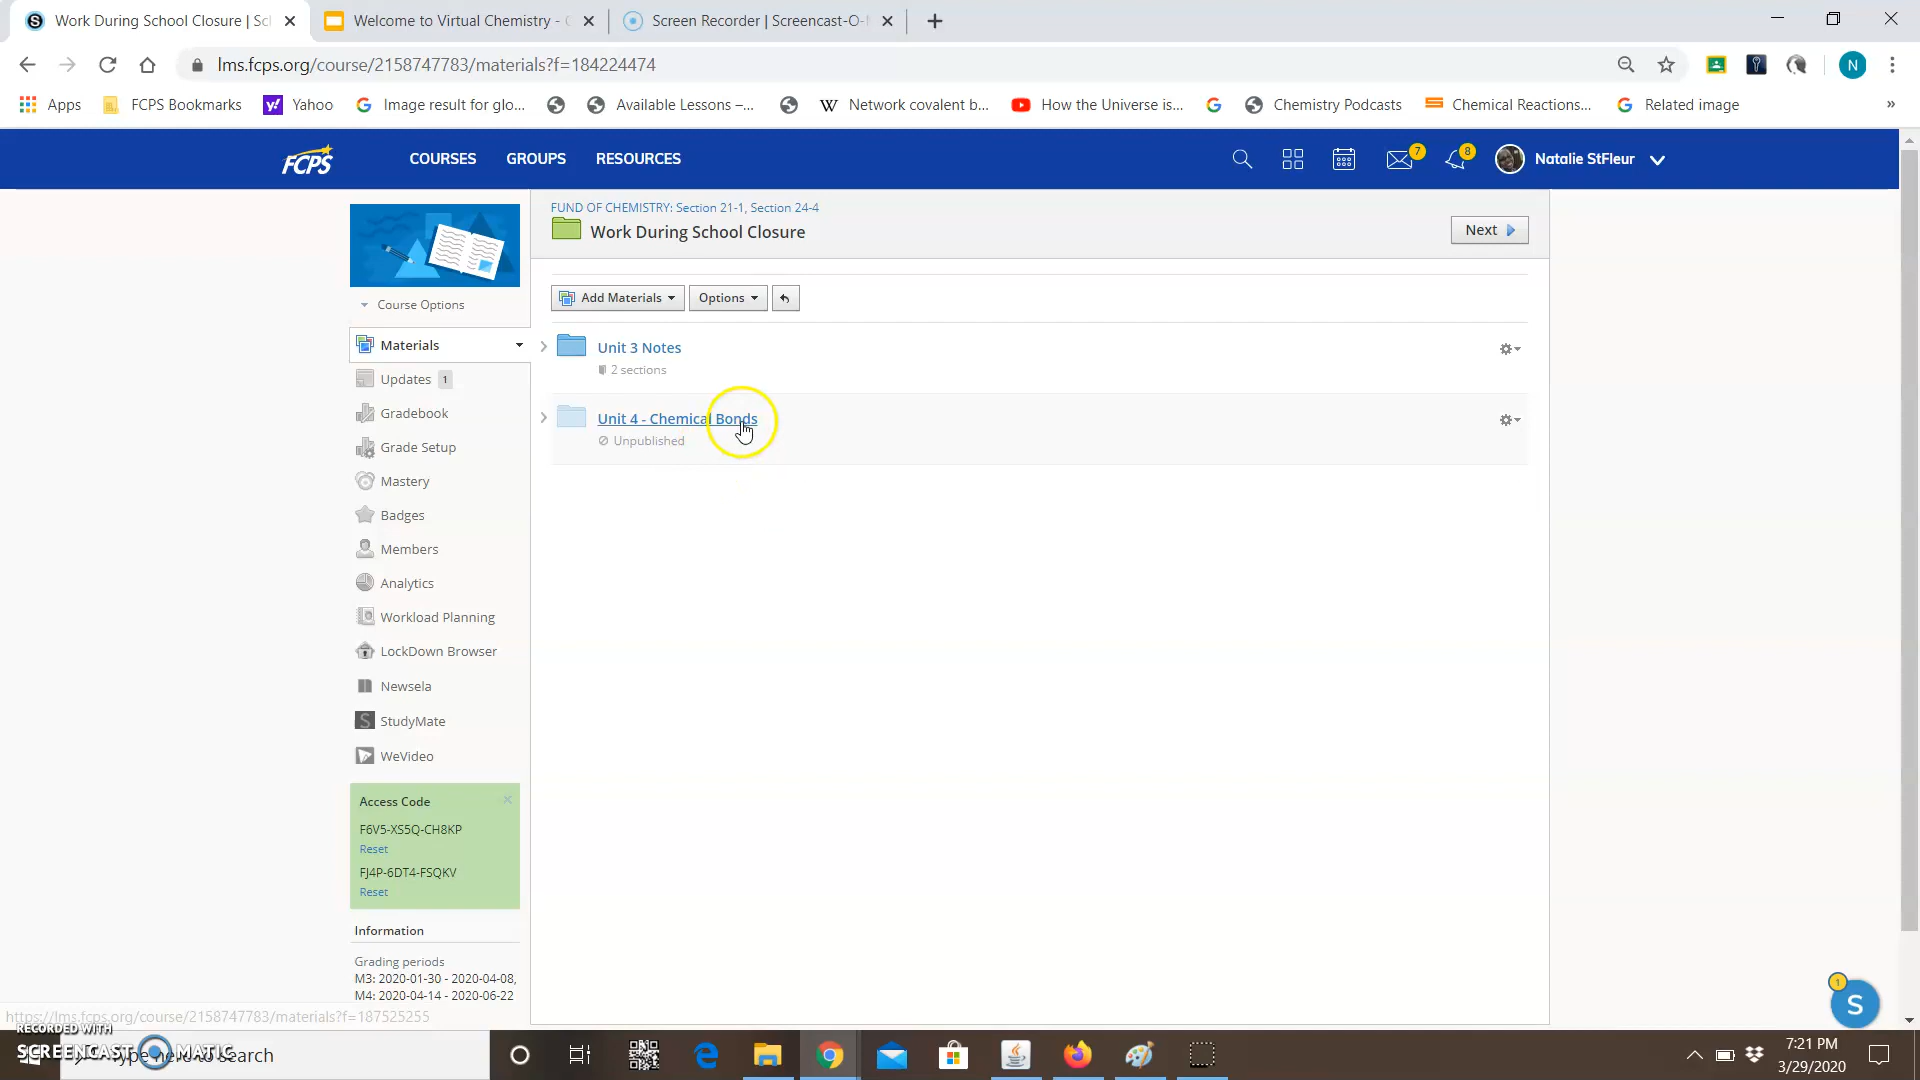 Work During School Closure | Sc
Welcome to Virtual Chemistry -
Screen Recorder | Screencast-O-
lms.fcps.org/course/2158747783/materials?f=184224474
N
Apps
FCPS Bookmarks
Yahoo
Image result for glo...
Available Lessons –...
Network covalent b...
How the Universe is...
Chemistry Podcasts
Chemical Reactions...
Related image
»
FCPS
COURSES
GROUPS
RESOURCES
7
8
Natalie StFleur
FUND OF CHEMISTRY: Section 21-1, Section 24-4
Work During School Closure
Next
Course Options
Add Materials
Options
Materials
Updates 1
Gradebook
Grade Setup
Mastery
Badges
Members
Analytics
Workload Planning
LockDown Browser
Newsela
StudyMate
WeVideo
Unit 3 Notes
2 sections
Unit 4 - Chemical Bonds
Unpublished
Access Code
F6V5-XS5Q-CH8KP
Reset
FJ4P-6DT4-FSQKV
Reset
Information
Grading periods
M3: 2020-01-30 - 2020-04-08,
M4: 2020-04-14 - 2020-06-22
https://lms.fcps.org/course/2158747783/materials?f=187525255
1
S
RECORDED WITH
SCREENCAST MATIC
Type here to search
7:21 PM
3/29/2020